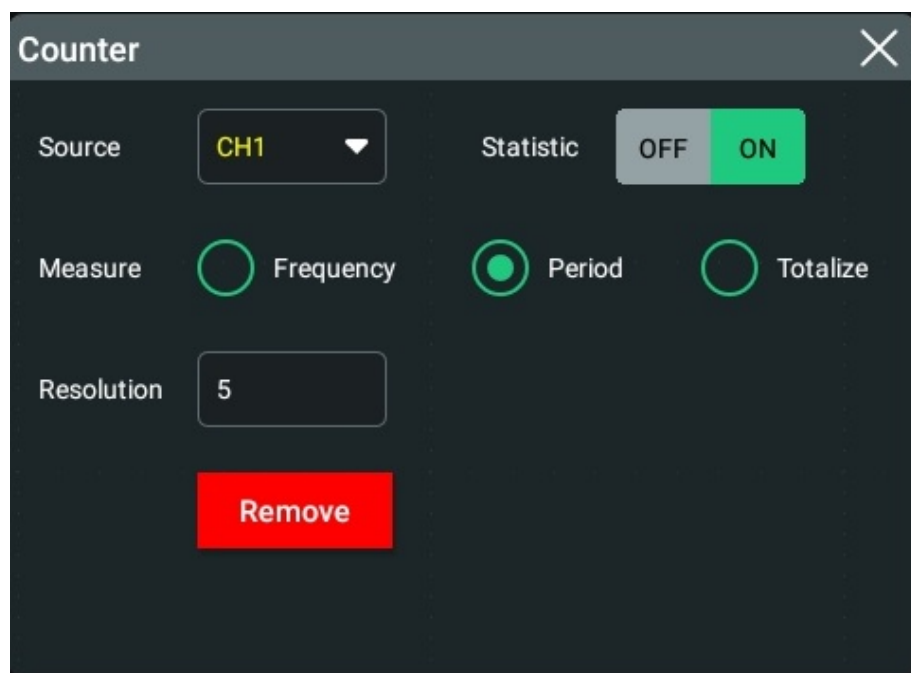 Counter
Source CH1 Statistic OFF ON
Measure Frequency Period Totalize
Resolution 5
Remove